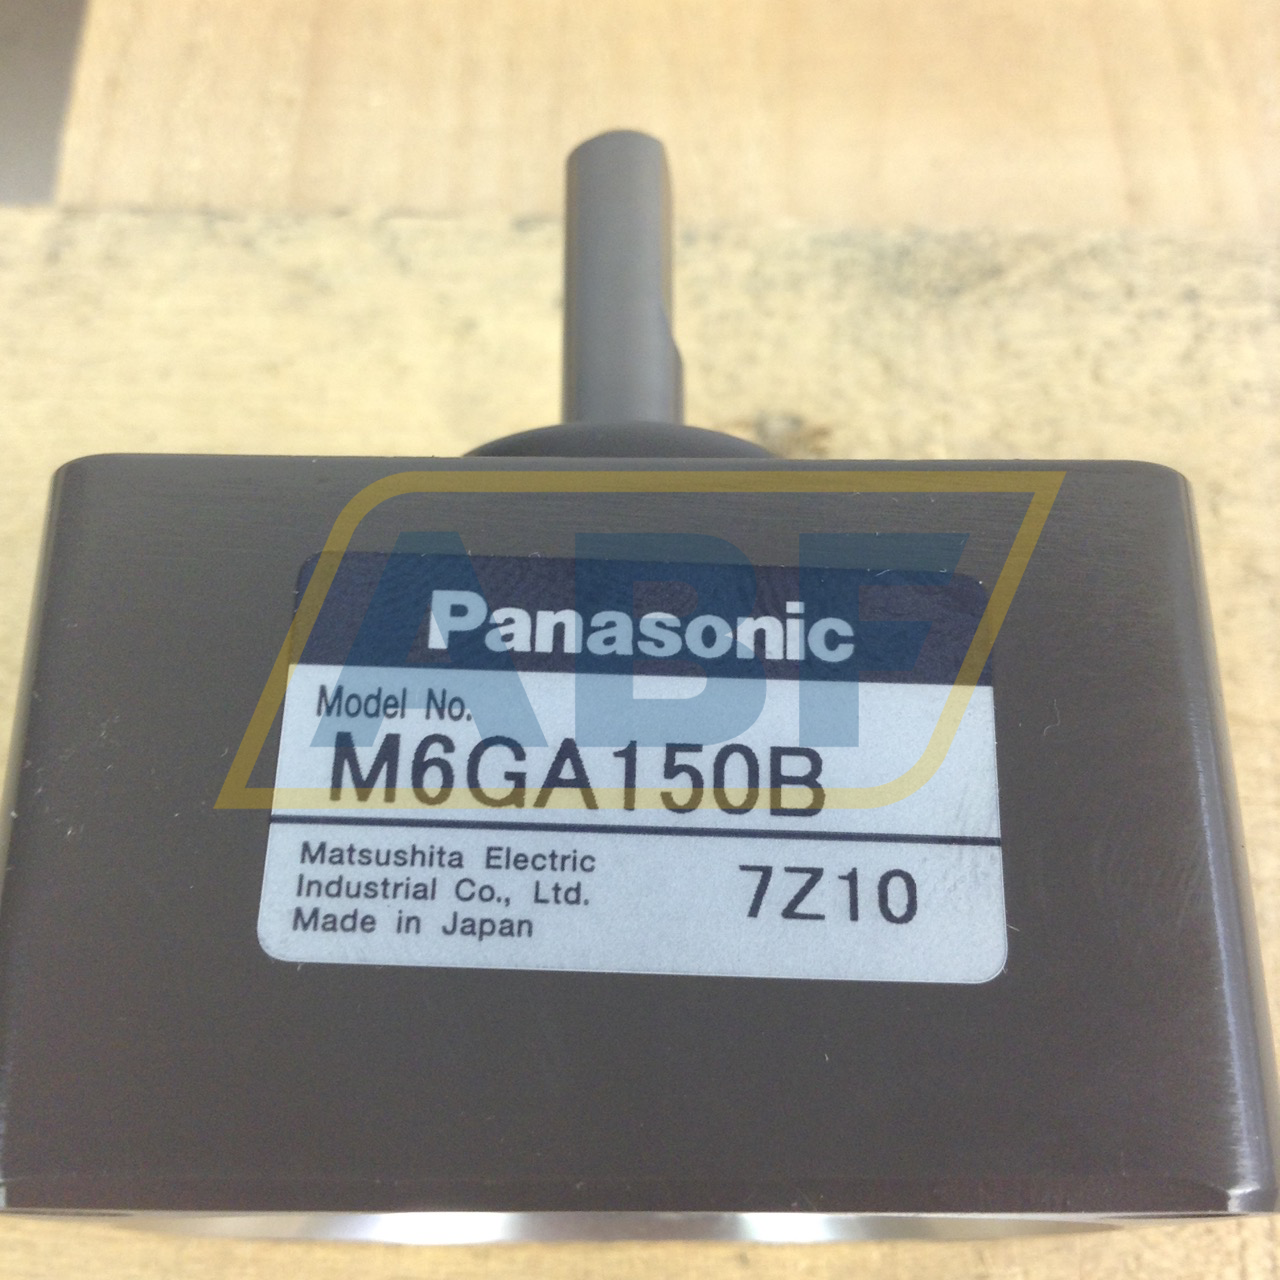 ABF
Panasonic
Model No.
M6GA150B
Matsushita Electric
Industrial Co., Ltd.
Made in Japan
7Z10